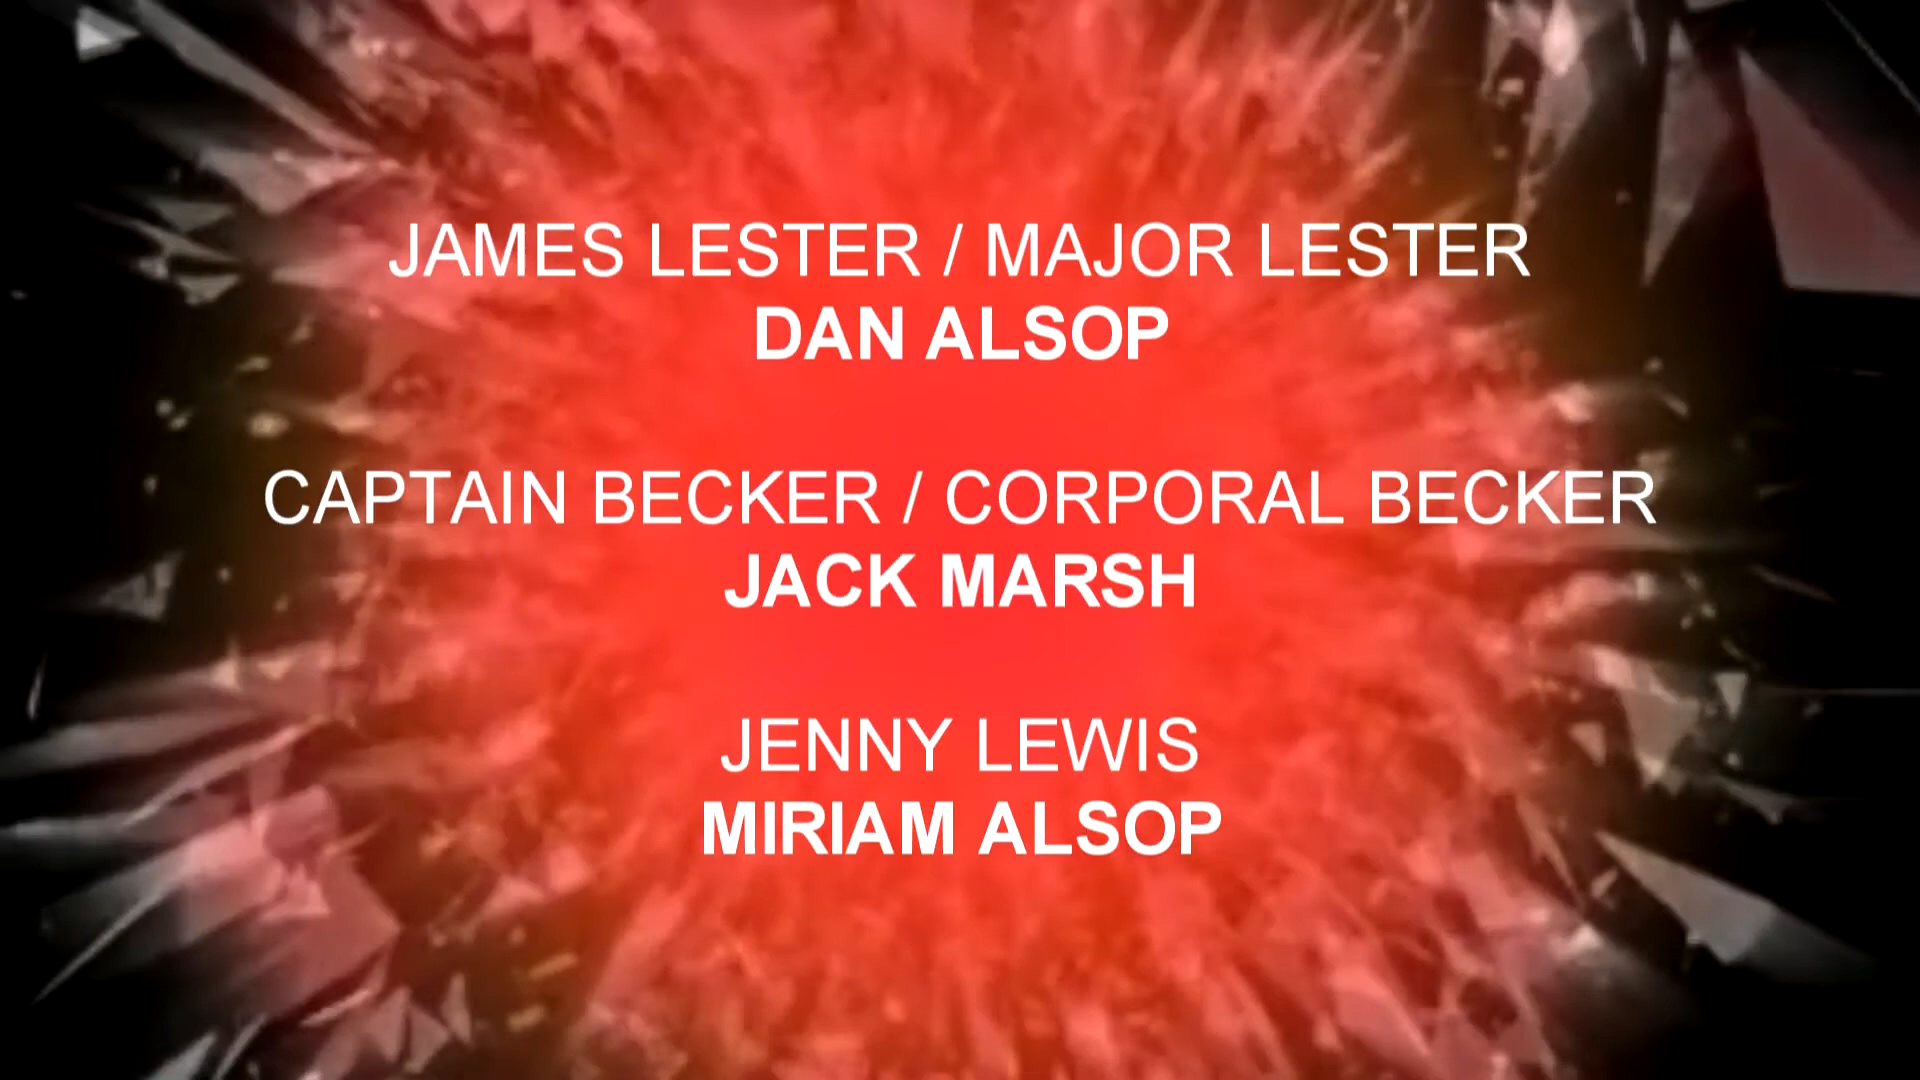 JAMES LESTER / MAJOR LESTER
DAN ALSOP
CAPTAIN BECKER / CORPORAL BECKER
JACK MARSH
JENNY LEWIS
MIRIAM ALSOP